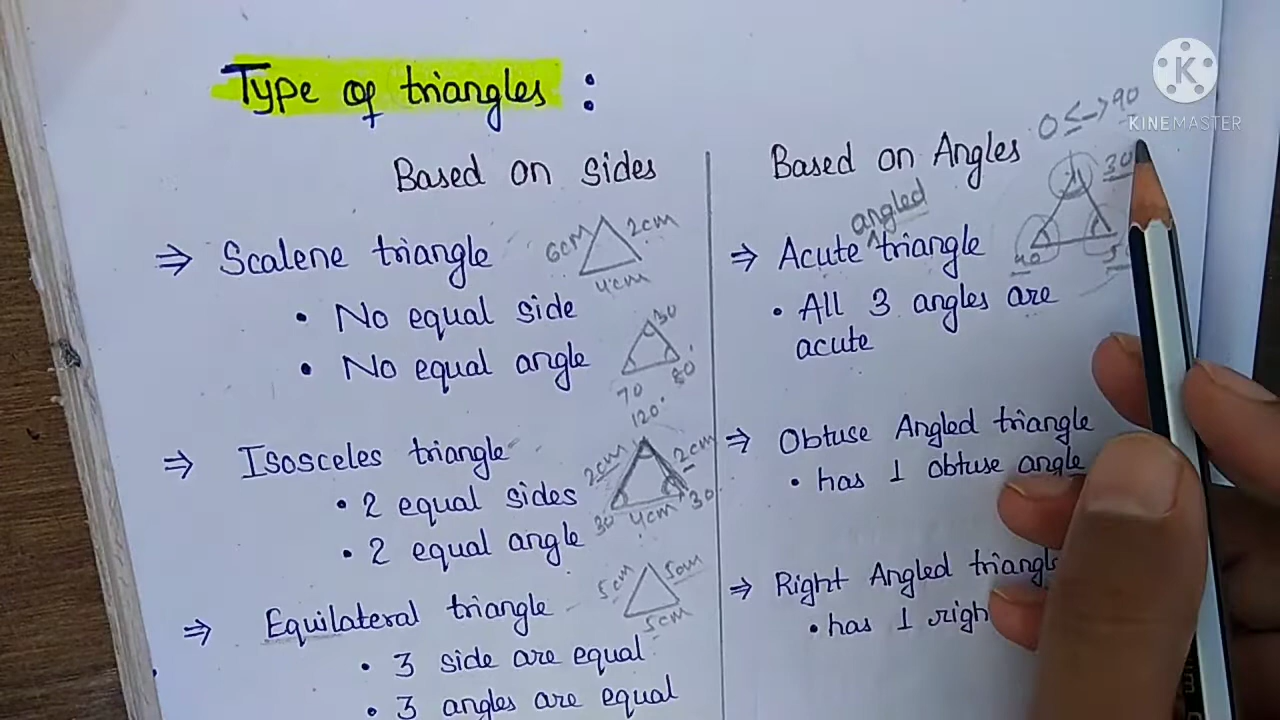 Type of triangles :
Based on sides
Scalene triangle
6cm 2cm
4cm
• No equal side
• No equal angle
30
70 80
Isosceles triangle
120°
2cm 2cm
• 2 equal sides
30 4cm 30
• 2 equal angle
Equilateral triangle
5cm 5cm
5cm
• 3 side are equal
• 3 angles are equal
Based on Angles
90
30
Acute angled triangle
• All 3 angles are
acute
Obtuse Angled triangle
• has 1 obtuse angle
Right Angled triangle
• has 1 righ
K
KINEMASTER